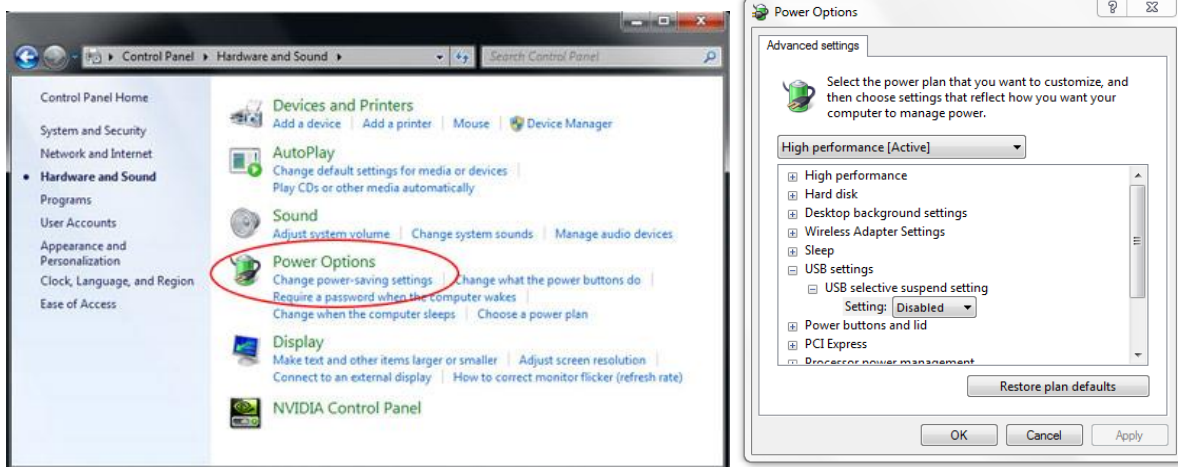 Control Panel Hardware and Sound Search Control Panel
Control Panel Home
System and Security
Network and Internet
Hardware and Sound
Programs
User Accounts
Appearance and
Personalization
Clock, Language, and Region
Ease of Access
Devices and Printers
Add a device Add a printer Mouse Device Manager
AutoPlay
Change default settings for media or devices
Play CDs or other media automatically
Sound
Adjust system volume Change system sounds Manage audio devices
Power Options
Change power-saving settings Change what the power buttons do
Require a password when the computer wakes
Change when the computer sleeps Choose a power plan
Display
Make text and other items larger or smaller Adjust screen resolution
Connect to an external display How to correct monitor flicker (refresh rate)
NVIDIA Control Panel
Power Options
Advanced settings
Select the power plan that you want to customize, and
then choose settings that reflect how you want your
computer to manage power.
High performance [Active]
High performance
Hard disk
Desktop background settings
Wireless Adapter Settings
Sleep
USB settings
USB selective suspend setting
Setting: Disabled
Power buttons and lid
PCI Express
Processor power management
Restore plan defaults
OK Cancel Apply